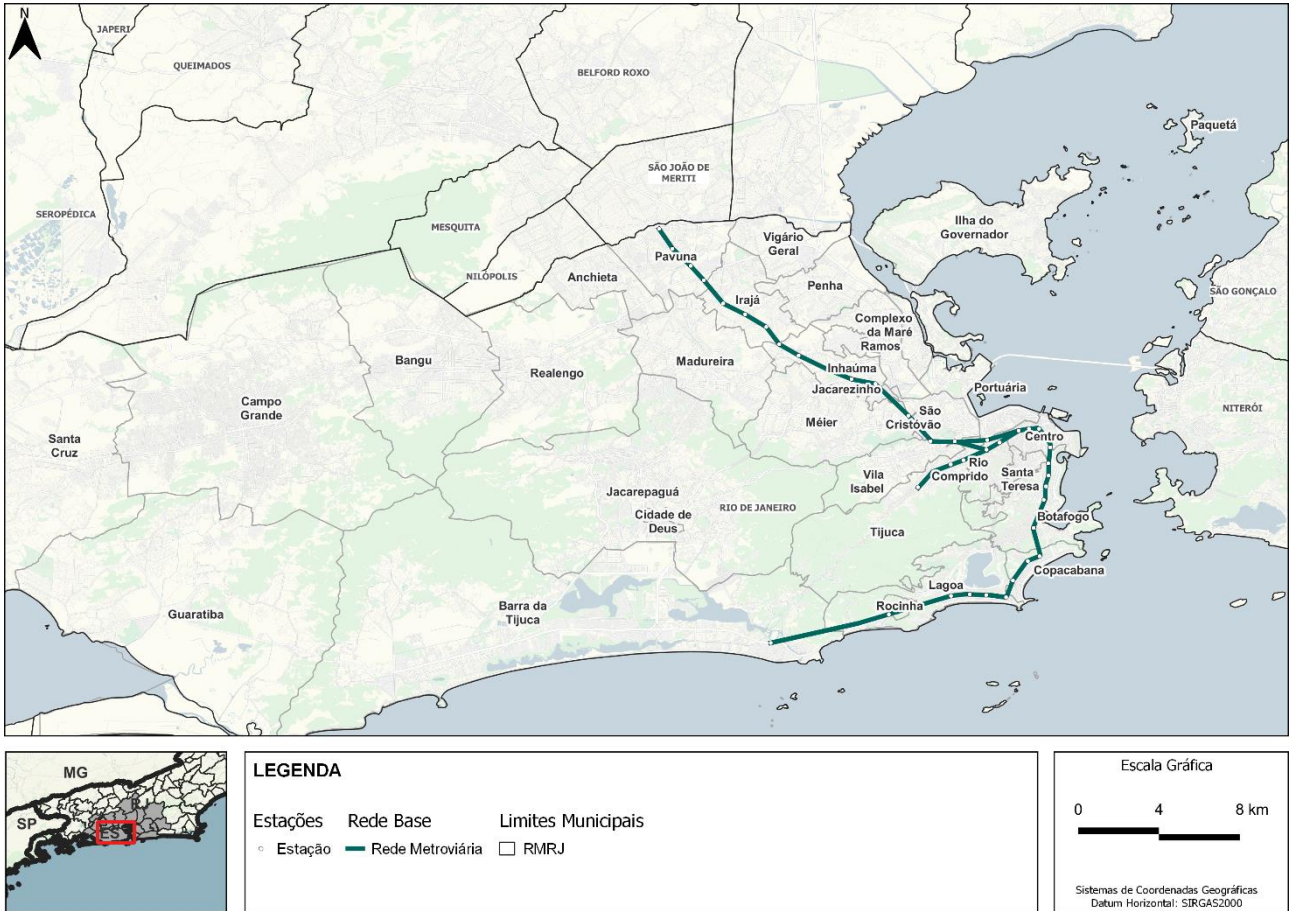 N
JAPERI
QUEIMADOS
BELFORD ROXO
Paquetá
SÃO JOÃO DE
MERITI
SEROPÉDICA
MESQUITA
Ilha do
Governador
Vigário
Geral
Pavuna
NILÓPOLIS
Anchieta
Penha
SÃO GONÇALO
Irajá
Complexo
da Maré
Ramos
Bangu
Realengo
Madureira
Inhaúma
Jacarezinho
Portuária
Campo
Grande
São
Cristóvão
Méier
NITERÓI
Santa
Cruz
Centro
Rio
Comprido
Vila
Isabel
Santa
Teresa
Jacarepaguá
Cidade de
Deus
RIO DE JANEIRO
Botafogo
Tijuca
Copacabana
Lagoa
Guaratiba
Barra da
Tijuca
Rocinha
MG
SP
RJ
ES
LEGENDA
Estações Rede Base Limites Municipais
Estação Rede Metroviária RMRJ
Escala Gráfica
0 4 8 km
Sistemas de Coordenadas Geográficas
Datum Horizontal: SIRGAS2000